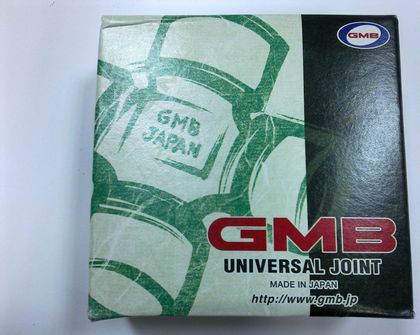 GMB
GMB
JAPAN
GMB
UNIVERSAL JOINT
MADE IN JAPAN
http://www.gmb.jp